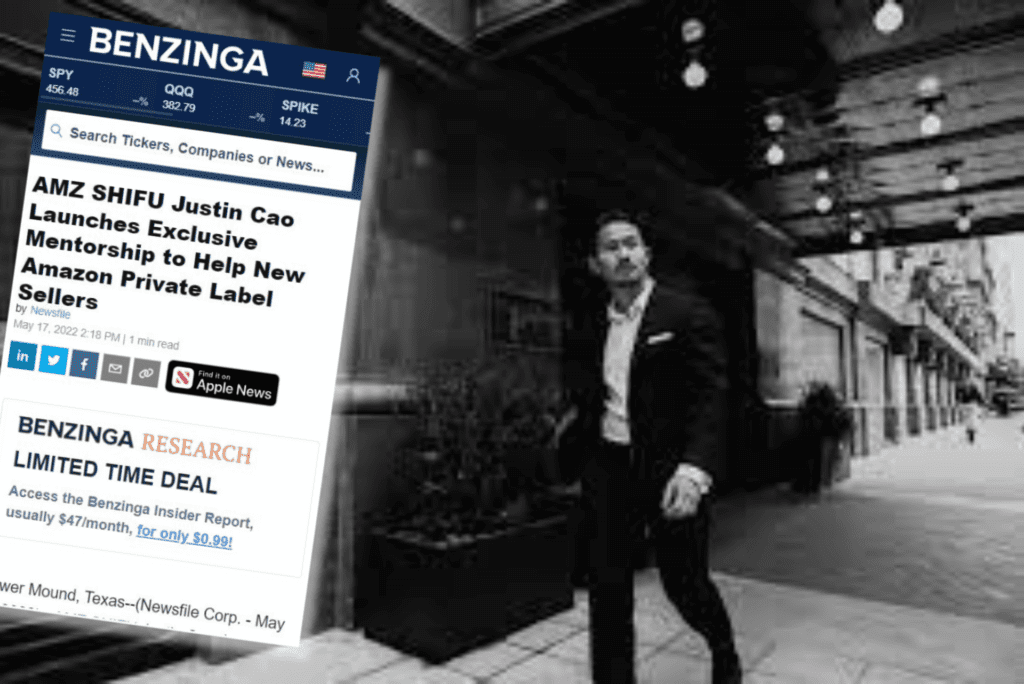 BENZINGA
SPY
456.48
--%
QQQ
382.79
--%
SPIKE
14.23
Search Tickers, Companies or News...
AMZ SHIFU Justin Cao
Launches Exclusive
Mentorship to Help New
Amazon Private Label
Sellers
by Newsfile
May 17, 2022 2:18 PM | 1 min read
in
f
Find it on
Apple News
BENZINGA RESEARCH
LIMITED TIME DEAL
Access the Benzinga Insider Report,
usually $47/month, for only $0.99!
wer Mound, Texas--(Newsfile Corp. - May